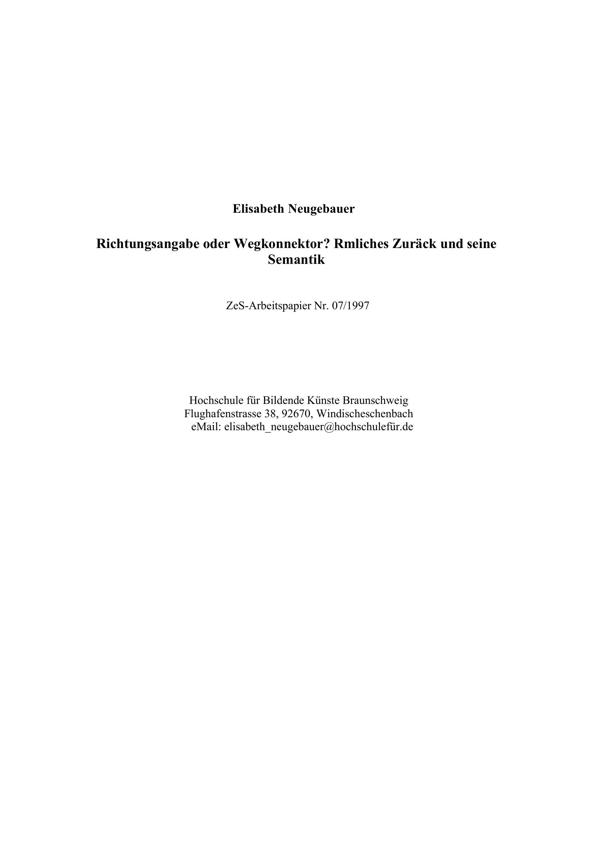 Elisabeth Neugebauer
Richtungsangabe oder Wegkonnektor? Rmliches Zuräck und seine
Semantik
ZeS-Arbeitspapier Nr. 07/1997
Hochschule für Bildende Künste Braunschweig
Flughafenstrasse 38, 92670, Windischeschenbach
eMail: elisabeth_neugebauer@hochschulefür.de